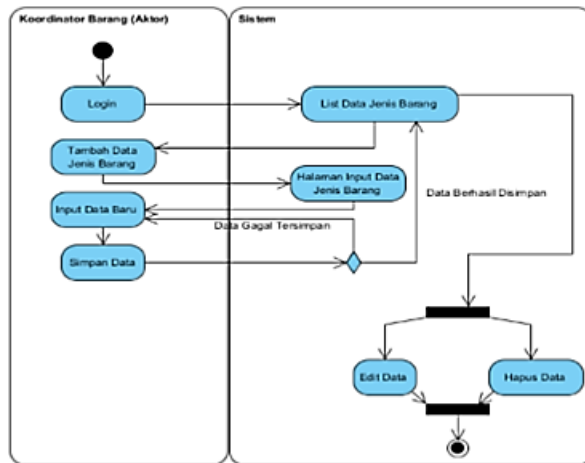 Koordinator Barang (Aktor)
Sistem
Login
List Data Jenis Barang
Tambah Data
Jenis Barang
Halaman Input Data
Jenis Barang
Data Berhasil Disimpan
Input Data Baru
Data Gagal Tersimpan
Simpan Data
Edit Data
Hapus Data